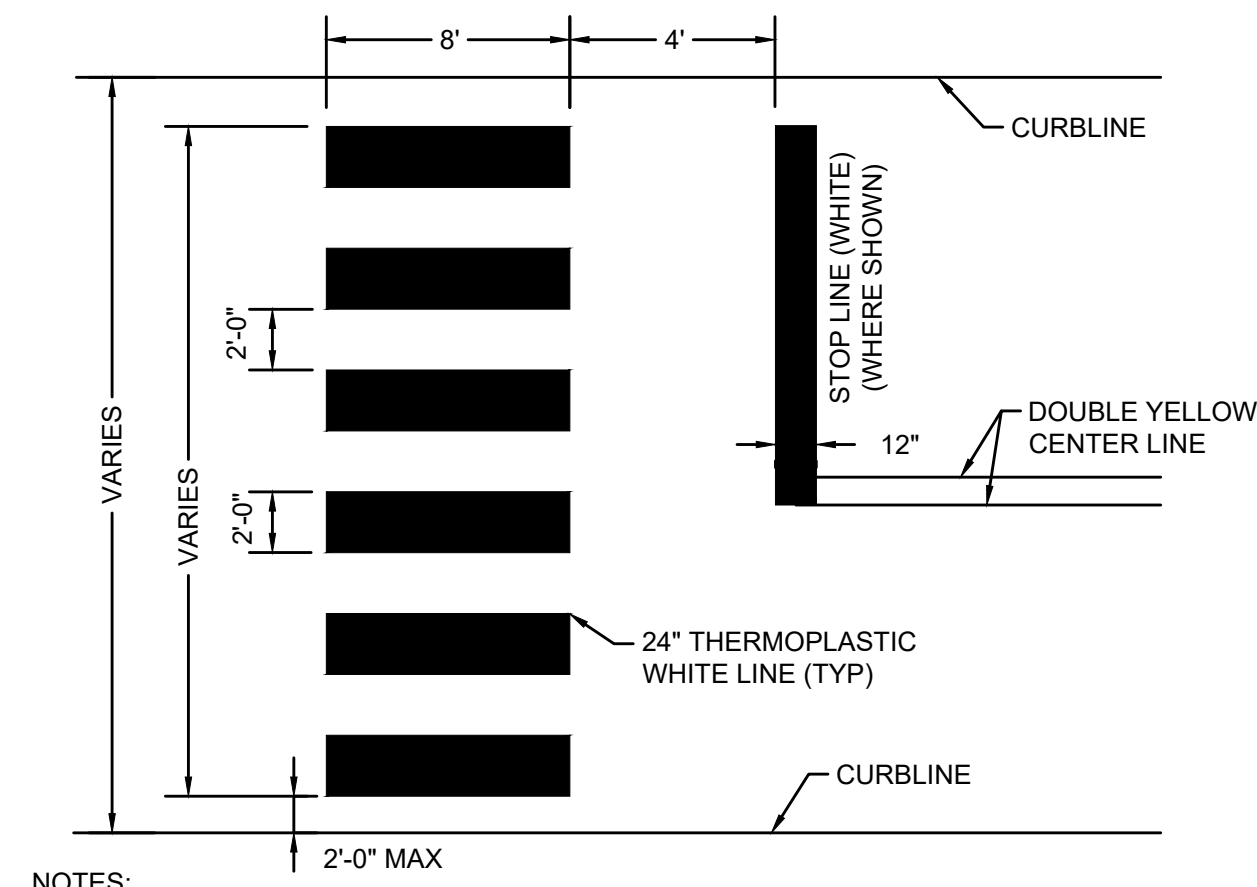 8'
4'
CURBLINE
STOP LINE (WHITE)
(WHERE SHOWN)
2'-0"
VARIES
VARIES
12"
DOUBLE YELLOW
CENTER LINE
2'-0"
24" THERMOPLASTIC
WHITE LINE (TYP)
CURBLINE
2'-0" MAX
NOTES: